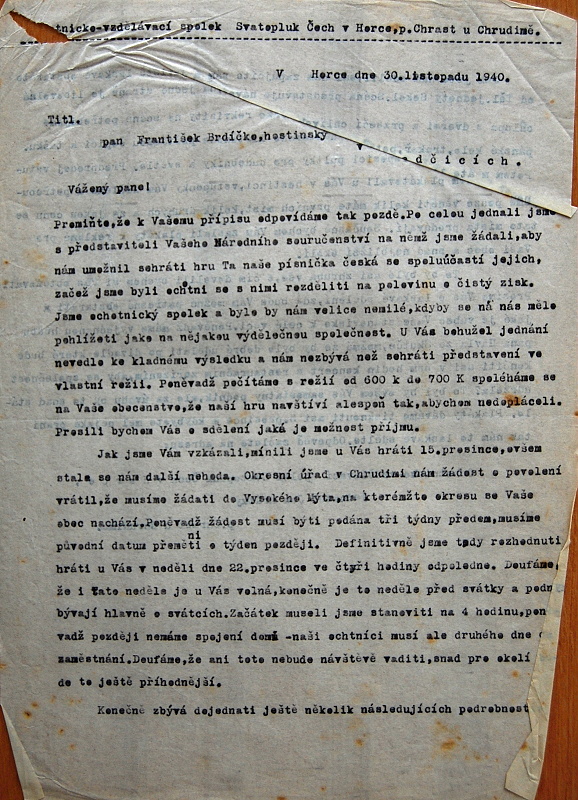 tnicko-vzdělávací spolek Svatopluk Čech v Horce,p.Chrast u Chrudimě.
V Horce dne 30.listopadu 1940.
Titl.
pan František Brdíčko,hostinský
v
dčicích.
Vážený pane!
Promiňte,že k Vašemu přípisu odpovídáme tak pozdě.Po celou jednali jsme
s představiteli Vašeho Národního souručenství na němž jsme žádali,aby
nám umožnil sehráti hru Ta naše písnička česká se spoluúčastí jejich,
začež jsme byli ochtni se s nimi rozděliti na polovinu o čistý zisk.
Jsme ochotnický spolek a bylo by nám velice nemilé,kdyby se na nás mělo
pohlížeti jako na nějakou výdělečnou společnost. U Vás bohužel jednání
nevedlo ke kladnému výsledku a nám nezbývá než sehráti představení ve
vlastní režii. Poněvadž počítáme s režií od 600 k do 700 K spoléháme se
na Vaše obecenstvo,že naší hru navštíví alespoň tak,abychom nedopláceli.
Prosili bychom Vás o sdělení jaká je možnost příjmu.
Jak jsme Vám vzkázali,mínili jsme u Vás hráti 15.prosince,ovšem
stala se nám další nehoda. Okresní úřad v Chrudimi nám žádost o povolení
vrátil,že musíme žádati do Vysokého Mýta,na kterémžto okresu se Vaše
obec nachází.Poněvadž žádost musí býti podána tři týdny předem,musíme
původní datum přeměniti o týden později. Definitivně jsme tedy rozhodnuti
hráti u Vás v neděli dne 22.prosince ve čtyři hodiny odpoledne. Doufáme,
že i tato neděle je u Vás volná,konečně je to neděle před svátky a podn
bývají hlavně o svátcích.Začátek museli jsme stanoviti na 4 hodinu,pon
vadž později nemáme spojení domů -naši ochtníci musí ale druhého dne
zaměstnání.Doufáme,že ani toto nebude návštěvě vaditi,snad pro okolí
do to ještě příhodnější.
Konečně zbývá dojednati ještě několik následujících podrobnost